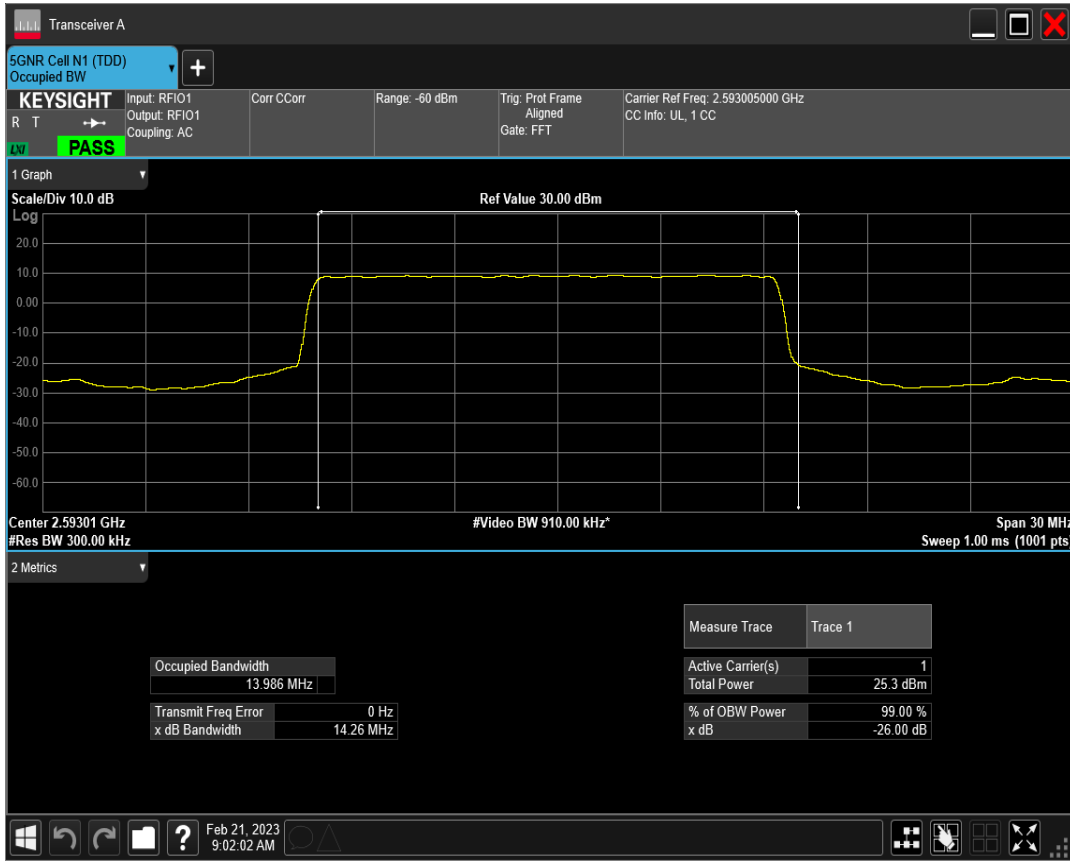 Transceiver A
5GNR Cell N1 (TDD)
Occupied BW
+
KEYSIGHT
R T
LXI
PASS
Input: RFIO1
Output: RFIO1
Coupling: AC
Corr CCorr
Range: -60 dBm
Trig: Prot Frame
Aligned
Gate: FFT
Carrier Ref Freq: 2.593005000 GHz
CC Info: UL, 1 CC
1 Graph
Scale/Div 10.0 dB
Ref Value 30.00 dBm
Log
20.0
10.0
0.00
-10.0
-20.0
-30.0
-40.0
-50.0
-60.0
Center 2.59301 GHz
#Video BW 910.00 kHz*
Span 30 MHz
#Res BW 300.00 kHz
Sweep 1.00 ms (1001 pts)
2 Metrics
Measure Trace Trace 1
Occupied Bandwidth
13.986 MHz
Active Carrier(s) 1
Total Power 25.3 dBm
Transmit Freq Error 0 Hz
x dB Bandwidth 14.26 MHz
% of OBW Power 99.00 %
x dB -26.00 dB
?
Feb 21, 2023
9:02:02 AM